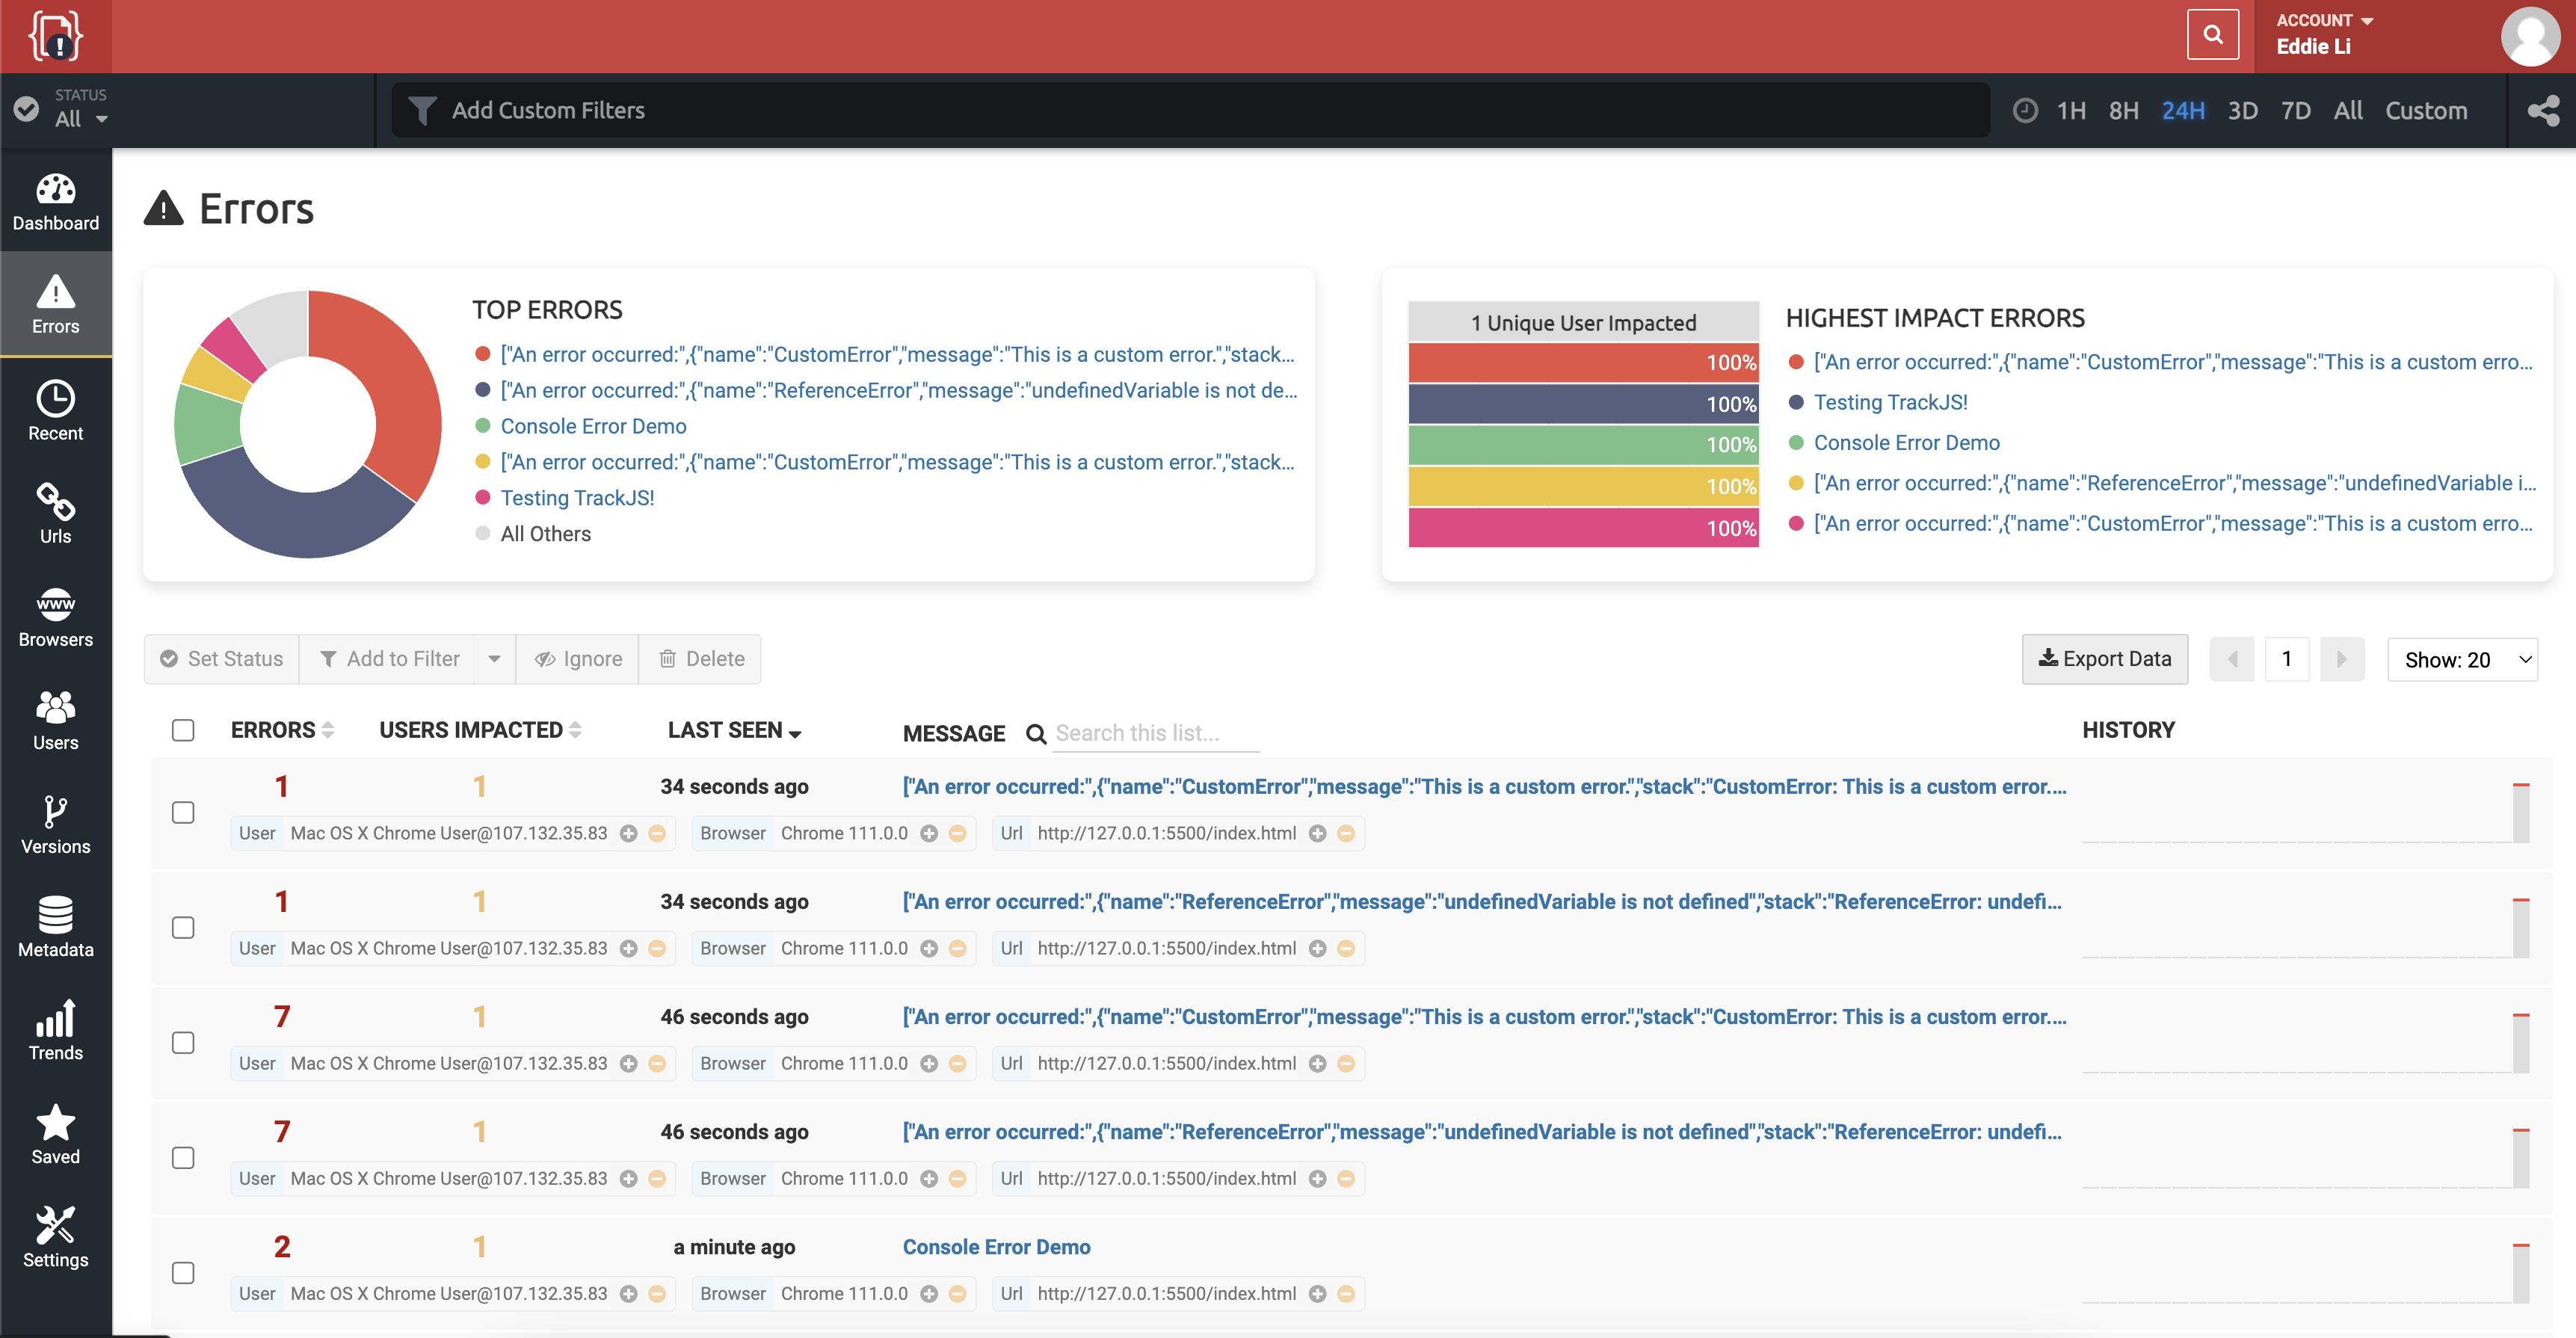 ACCOUNT
Eddie Li
STATUS
All
Add Custom Filters
1H 8H 24H 3D 7D All Custom
Dashboard
Errors
Recent
Urls
www
Browsers
Users
Versions
Metadata
Trends
Saved
Settings
Errors
TOP ERRORS
["An error occurred:",{"name":"CustomError","message":"This is a custom error.","stack...
["An error occurred:",{"name":"ReferenceError","message":"undefinedVariable is not de...
Console Error Demo
["An error occurred:",{"name":"CustomError","message":"This is a custom error.","stack...
Testing TrackJS!
All Others
1 Unique User Impacted
100%
100%
100%
100%
100%
HIGHEST IMPACT ERRORS
["An error occurred:",{"name":"CustomError","message":"This is a custom erro...
Testing TrackJS!
Console Error Demo
["An error occurred:",{"name":"ReferenceError","message":"undefinedVariable i...
["An error occurred:",{"name":"CustomError","message":"This is a custom erro...
Set Status Add to Filter Ignore Delete
Export Data 1 Show: 20
ERRORS USERS IMPACTED LAST SEEN MESSAGE Search this list... HISTORY
1 1 34 seconds ago ["An error occurred:",{"name":"CustomError","message":"This is a custom error.","stack":"CustomError: This is a custom error....
User Mac OS X Chrome User@107.132.35.83 Browser Chrome 111.0.0 Url http://127.0.0.1:5500/index.html
1 1 34 seconds ago ["An error occurred:",{"name":"ReferenceError","message":"undefinedVariable is not defined","stack":"ReferenceError: undefi...
User Mac OS X Chrome User@107.132.35.83 Browser Chrome 111.0.0 Url http://127.0.0.1:5500/index.html
7 1 46 seconds ago ["An error occurred:",{"name":"CustomError","message":"This is a custom error.","stack":"CustomError: This is a custom error....
User Mac OS X Chrome User@107.132.35.83 Browser Chrome 111.0.0 Url http://127.0.0.1:5500/index.html
7 1 46 seconds ago ["An error occurred:",{"name":"ReferenceError","message":"undefinedVariable is not defined","stack":"ReferenceError: undefi...
User Mac OS X Chrome User@107.132.35.83 Browser Chrome 111.0.0 Url http://127.0.0.1:5500/index.html
2 1 a minute ago Console Error Demo
User Mac OS X Chrome User@107.132.35.83 Browser Chrome 111.0.0 Url http://127.0.0.1:5500/index.html